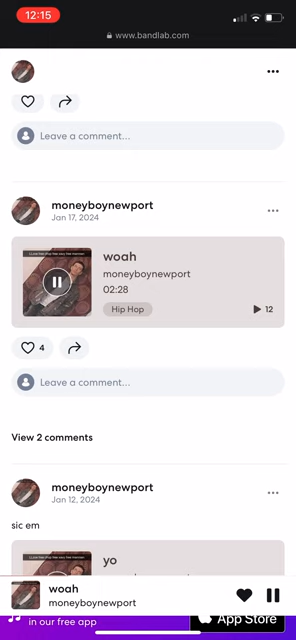 12:15
www.bandlab.com
Leave a comment...
moneyboynewport
Jan 17, 2024
woah
moneyboynewport
02:28
Hip Hop
12
4
Leave a comment...
View 2 comments
moneyboynewport
Jan 12, 2024
sic em
yo
woah
moneyboynewport
in our free app
App Store